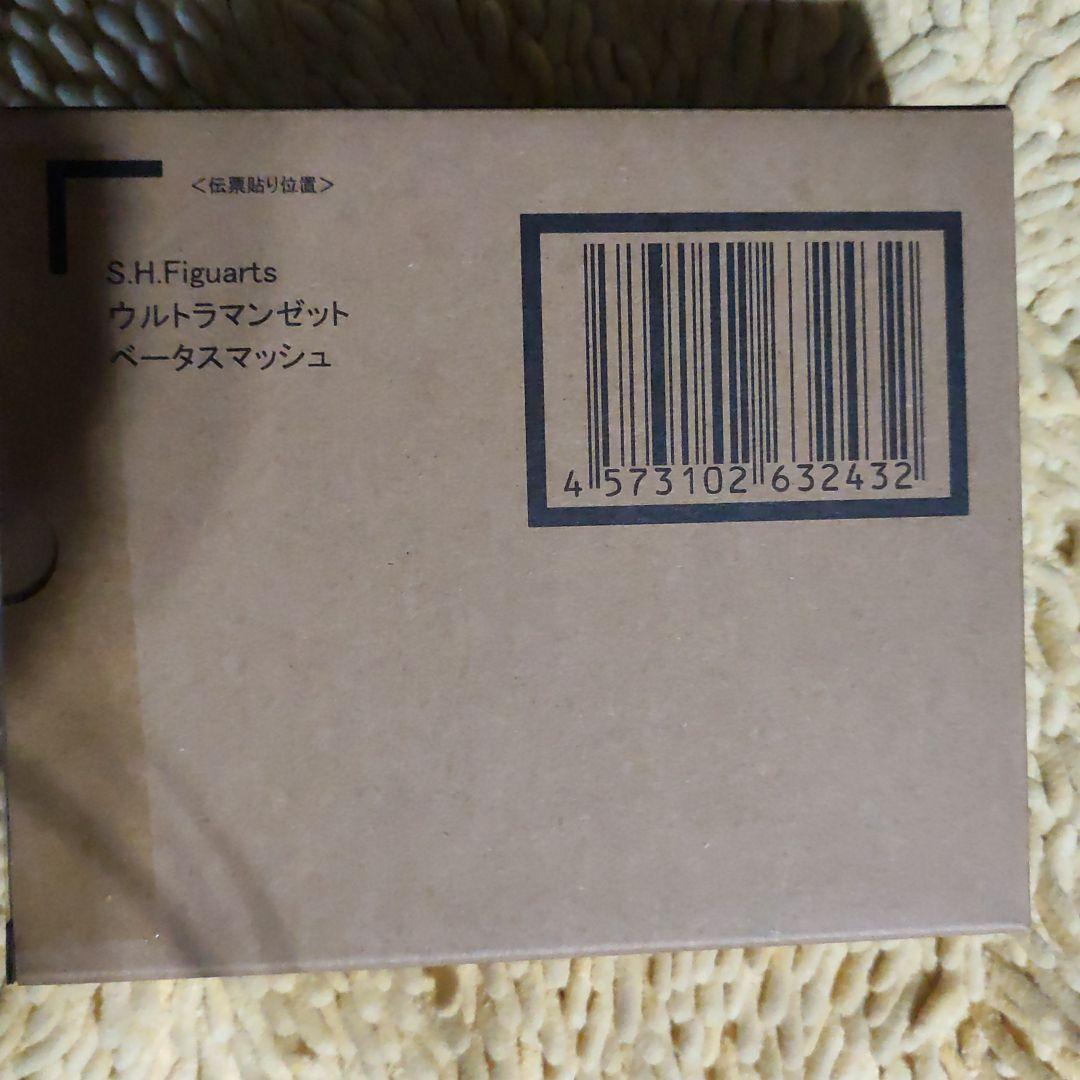 ＜伝票貼り位置＞
S.H.Figuarts
ウルトラマンゼット
ベータスマッシュ
4 573102 632432